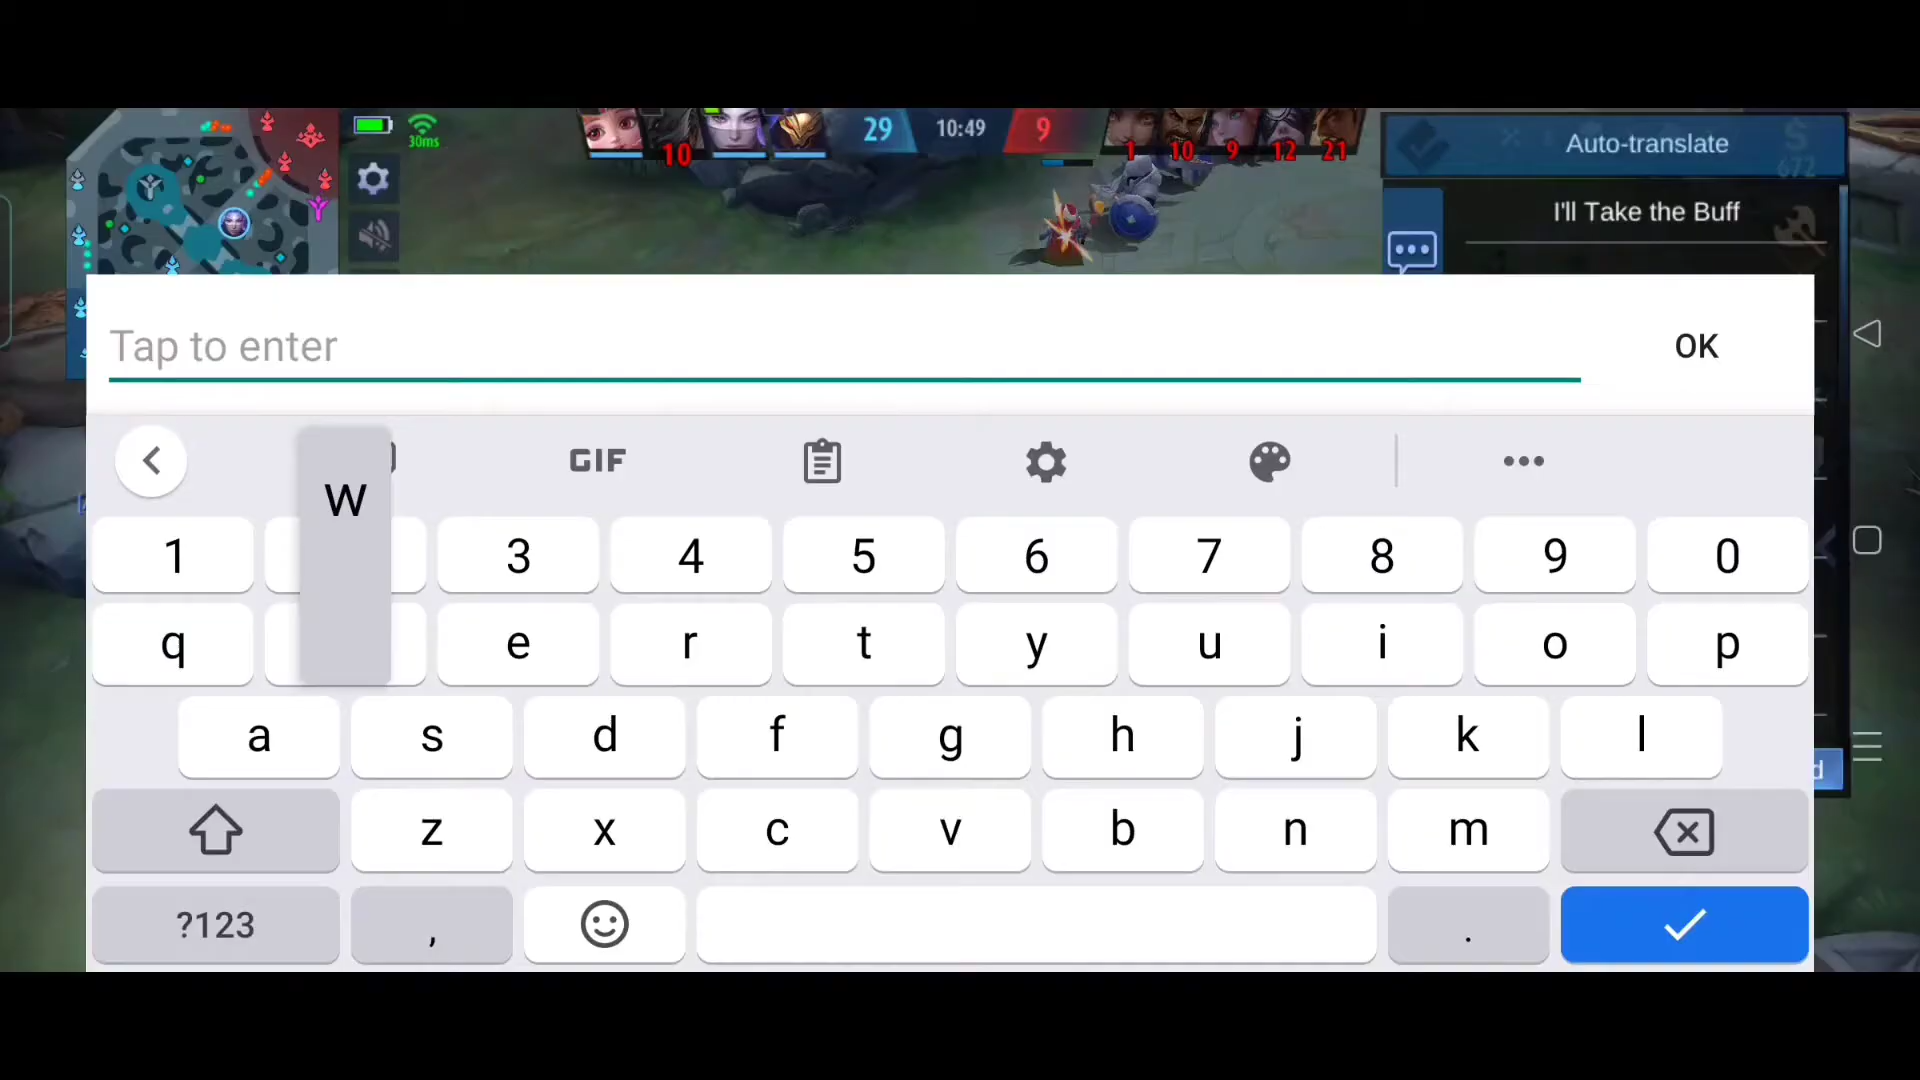 30ms
10
29
10:49
9
1
10
9
12
21
Auto-translate
672
I'll Take the Buff
Tap to enter
OK
w
GIF
1
3
4
5
6
7
8
9
0
q
e
r
t
y
u
i
o
p
a
s
d
f
g
h
j
k
l
z
x
c
v
b
n
m
?123
,
.